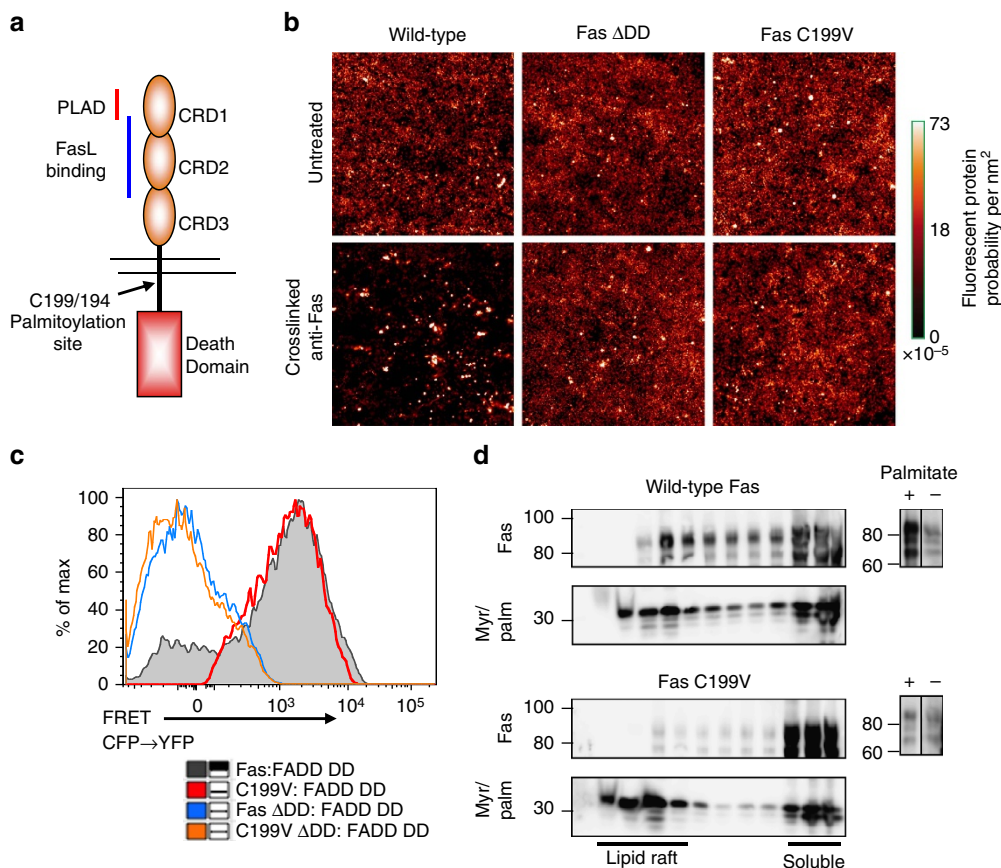 a
PLAD
FasL
binding
CRD1
CRD2
CRD3
C199/194
Palmitoylation
site
Death
Domain
b
Wild-type
Fas ΔDD
Fas C199V
Untreated
Crosslinked
anti-Fas
73
18
0
×10⁻⁵
Fluorescent protein
probability per nm²
c
% of max
100
80
60
40
20
0
0
10³
10⁴
10⁵
FRET
CFP→YFP
Fas:FADD DD
C199V: FADD DD
Fas ΔDD: FADD DD
C199V ΔDD: FADD DD
d
Wild-type Fas
Palmitate
+ −
Fas
100
80
80
60
Myr/
palm
30
Fas C199V
+ −
Fas
100
80
80
60
Myr/
palm
30
Lipid raft
Soluble